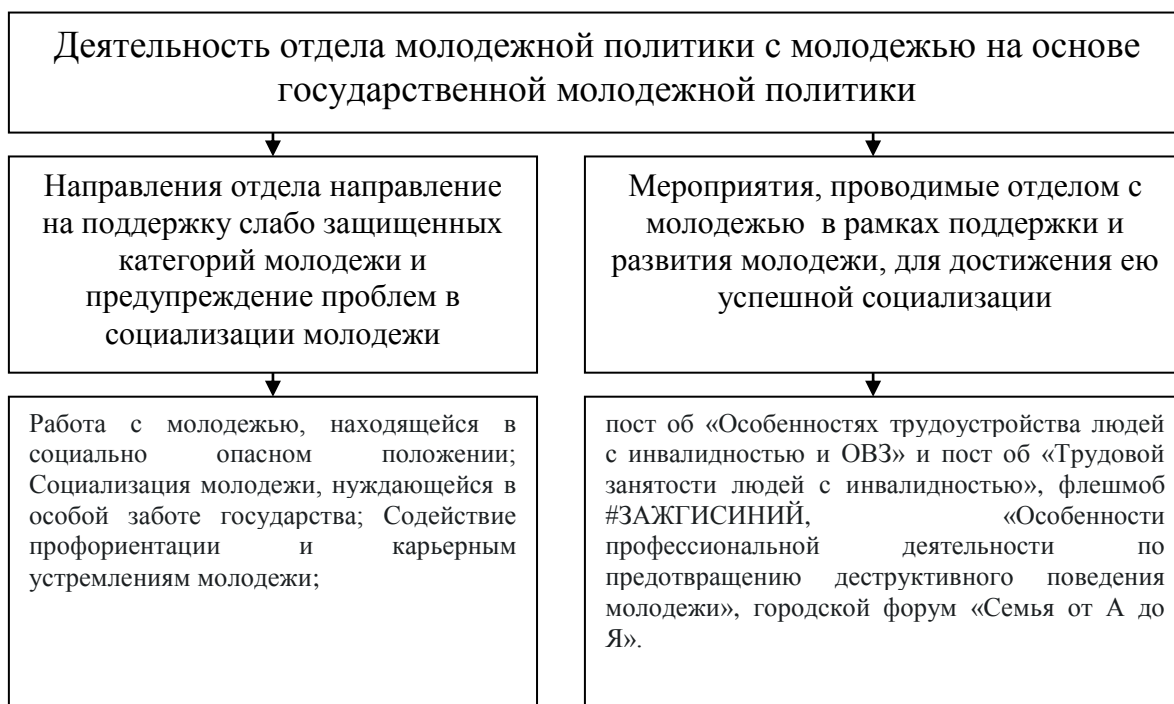 Деятельность отдела молодежной политики с молодежью на основе
государственной молодежной политики
Направления отдела направление
на поддержку слабо защищенных
категорий молодежи и
предупреждение проблем в
социализации молодежи
Мероприятия, проводимые отделом с
молодежью в рамках поддержки и
развития молодежи, для достижения ею
успешной социализации
Работа с молодежью, находящейся в
социально опасном положении;
Социализация молодежи, нуждающейся в
особой заботе государства; Содействие
профориентации и карьерным
устремлениям молодежи;
пост об «Особенностях трудоустройства людей
с инвалидностью и ОВЗ» и пост об «Трудовой
занятости людей с инвалидностью», флешмоб
#ЗАЖГИСИНИЙ, «Особенности
профессиональной деятельности по
предотвращению деструктивного поведения
молодежи», городской форум «Семья от А до
Я».